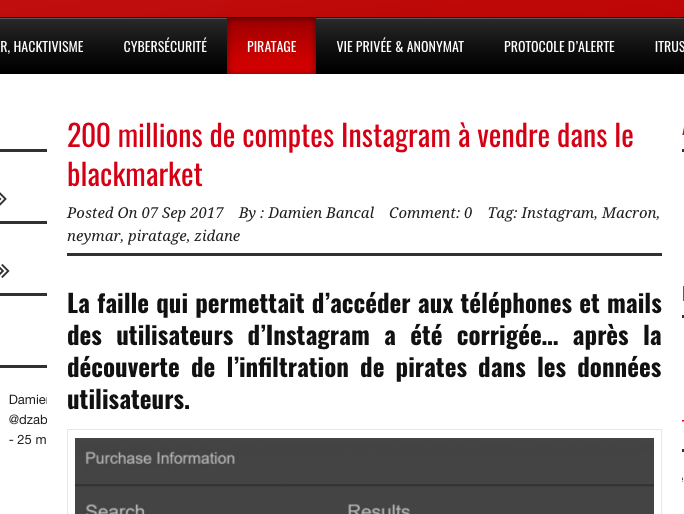 R, HACKTIVISME CYBERSÉCURITÉ PIRATAGE VIE PRIVÉE & ANONYMAT PROTOCOLE D'ALERTE ITRUS
200 millions de comptes Instagram à vendre dans le
blackmarket
Posted On 07 Sep 2017 By : Damien Bancal Comment: 0 Tag: Instagram, Macron,
neymar, piratage, zidane
La faille qui permettait d’accéder aux téléphones et mails
des utilisateurs d’Instagram a été corrigée… après la
découverte de l’infiltration de pirates dans les données
utilisateurs.
Damie
@dzab
- 25 m
Purchase Information
Search Results